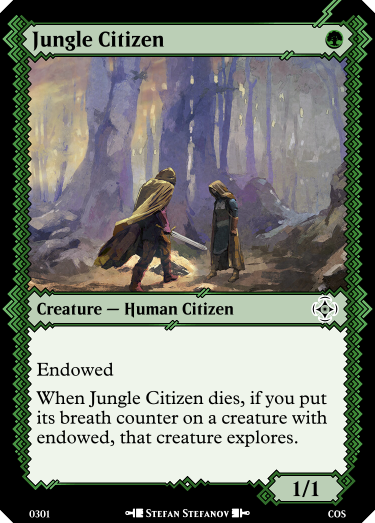 Jungle Citizen
Creature — Human Citizen
Endowed
When Jungle Citizen dies, if you put
its breath counter on a creature with
endowed, that creature explores.
1/1
0301
Stefan Stefanov
COS